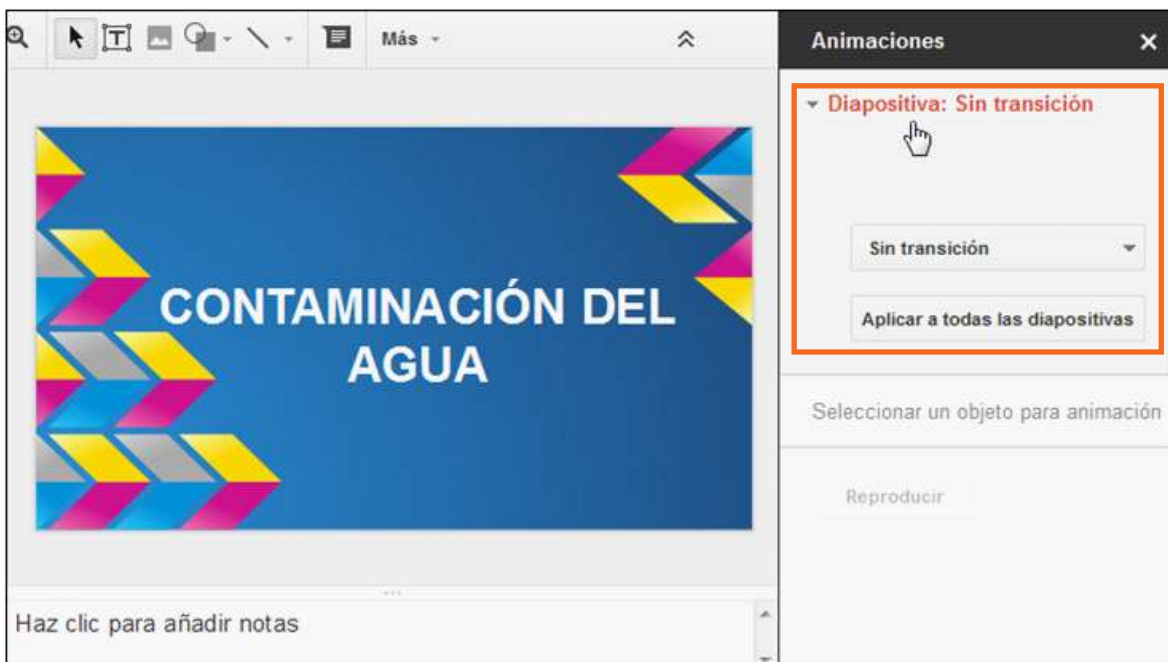 Más
Animaciones
Diapositiva: Sin transición
Sin transición
Aplicar a todas las diapositivas
Seleccionar un objeto para animación
Reproducir
CONTAMINACIÓN DEL
AGUA
Haz clic para añadir notas